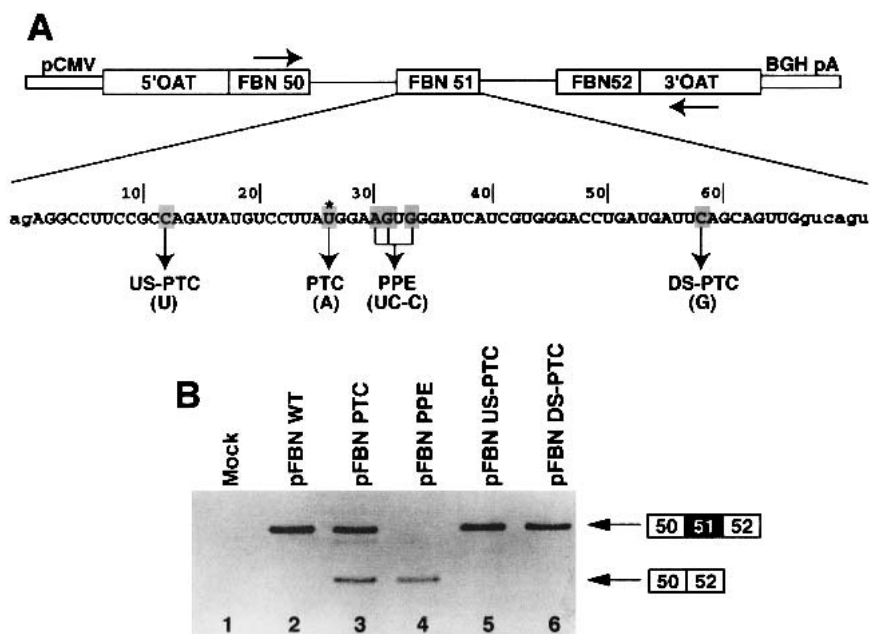 A
pCMV
BGH pA
5'OAT
FBN 50
FBN 51
FBN52
3'OAT
10 20 30 40 50 60
*
agAGGCCUUCCGCCAGAUAUGUCCUUAUGGAAGUGGGAUCAUCGUGGGACCUGAUGAUUCAGCAGUUGgucagu
US-PTC PTC PPE DS-PTC
(U) (A) (UC-C) (G)
B
Mock
pFBN WT
pFBN PTC
pFBN PPE
pFBN US-PTC
pFBN DS-PTC
50 51 52
50 52
1 2 3 4 5 6